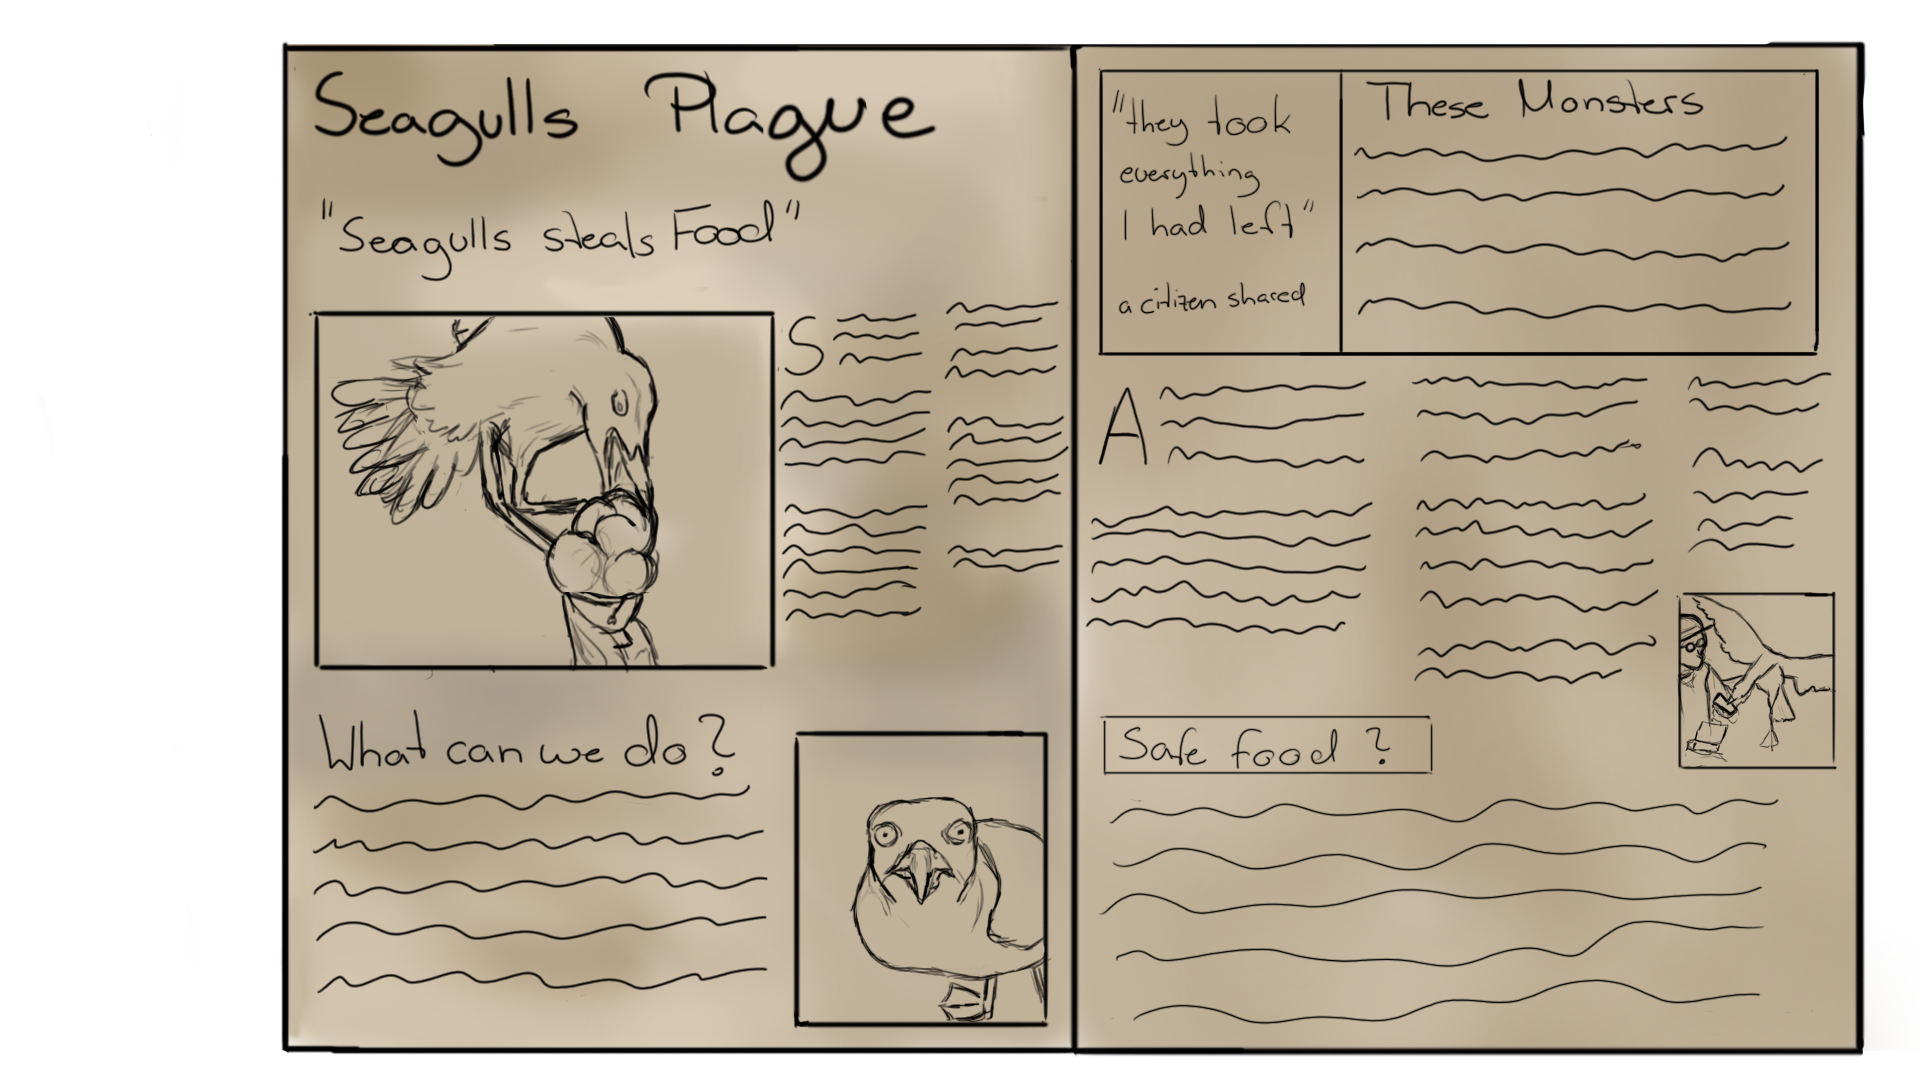 Seagulls Plague
"Seagulls steals Food"
S
What can we do?
"they took
everything
I had left"
a citizen shared
These Monsters
A
Safe food ?